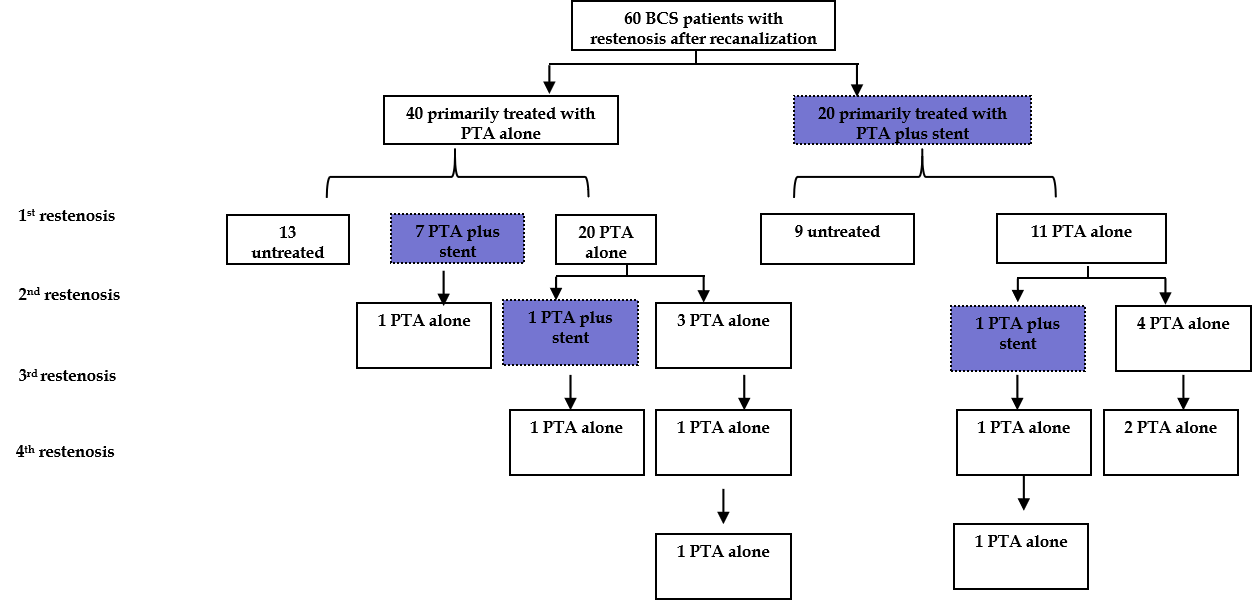 60 BCS patients with
restenosis after recanalization
40 primarily treated with
PTA alone
20 primarily treated with
PTA plus stent
1st restenosis
13
untreated
7 PTA plus
stent
20 PTA
alone
9 untreated
11 PTA alone
2nd restenosis
1 PTA alone
1 PTA plus
stent
3 PTA alone
1 PTA plus
stent
4 PTA alone
3rd restenosis
1 PTA alone
1 PTA alone
1 PTA alone
2 PTA alone
4th restenosis
1 PTA alone
1 PTA alone